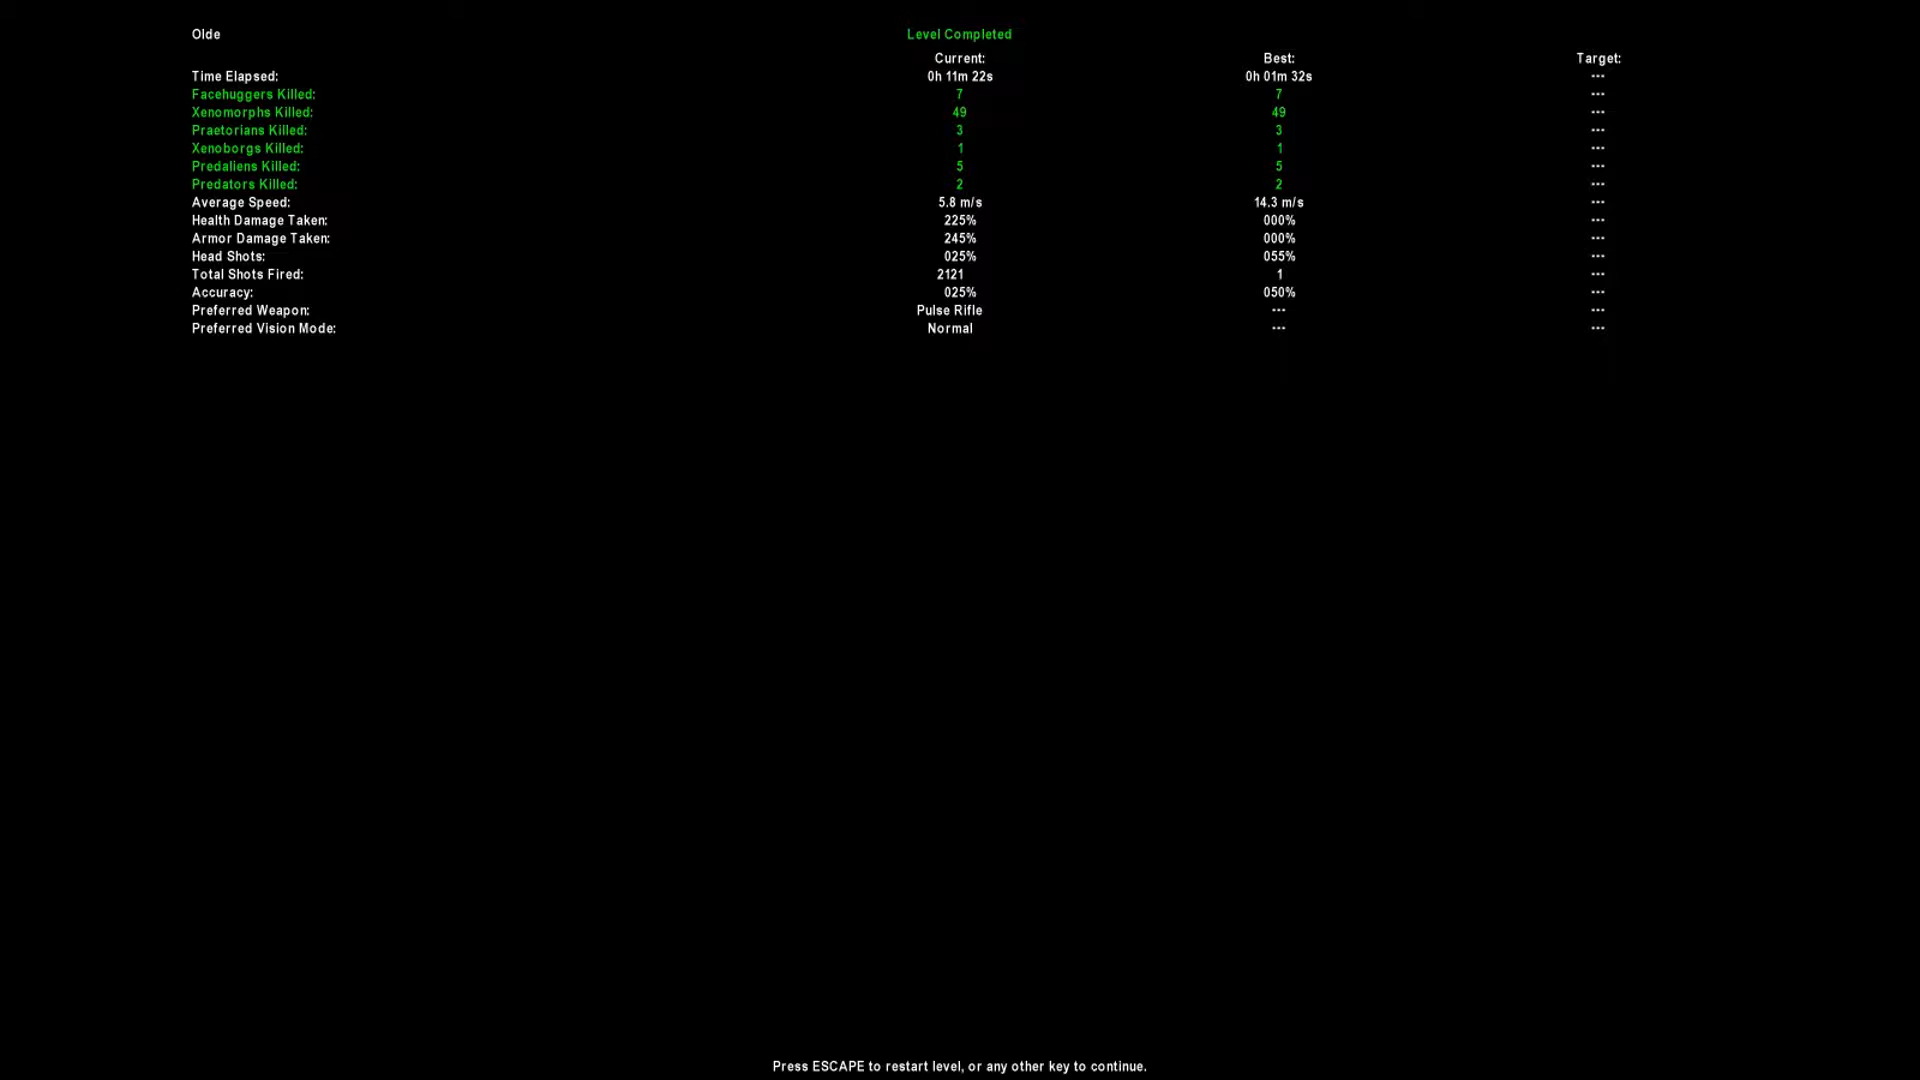 Olde Level Completed
Current: Best: Target:
Time Elapsed: 0h 11m 22s 0h 01m 32s ---
Facehuggers Killed: 7 7 ---
Xenomorphs Killed: 49 49 ---
Praetorians Killed: 3 3 ---
Xenoborgs Killed: 1 1 ---
Predaliens Killed: 5 5 ---
Predators Killed: 2 2 ---
Average Speed: 5.8 m/s 14.3 m/s ---
Health Damage Taken: 225% 000% ---
Armor Damage Taken: 245% 000% ---
Head Shots: 025% 055% ---
Total Shots Fired: 2121 1 ---
Accuracy: 025% 050% ---
Preferred Weapon: Pulse Rifle --- ---
Preferred Vision Mode: Normal --- ---
Press ESCAPE to restart level, or any other key to continue.